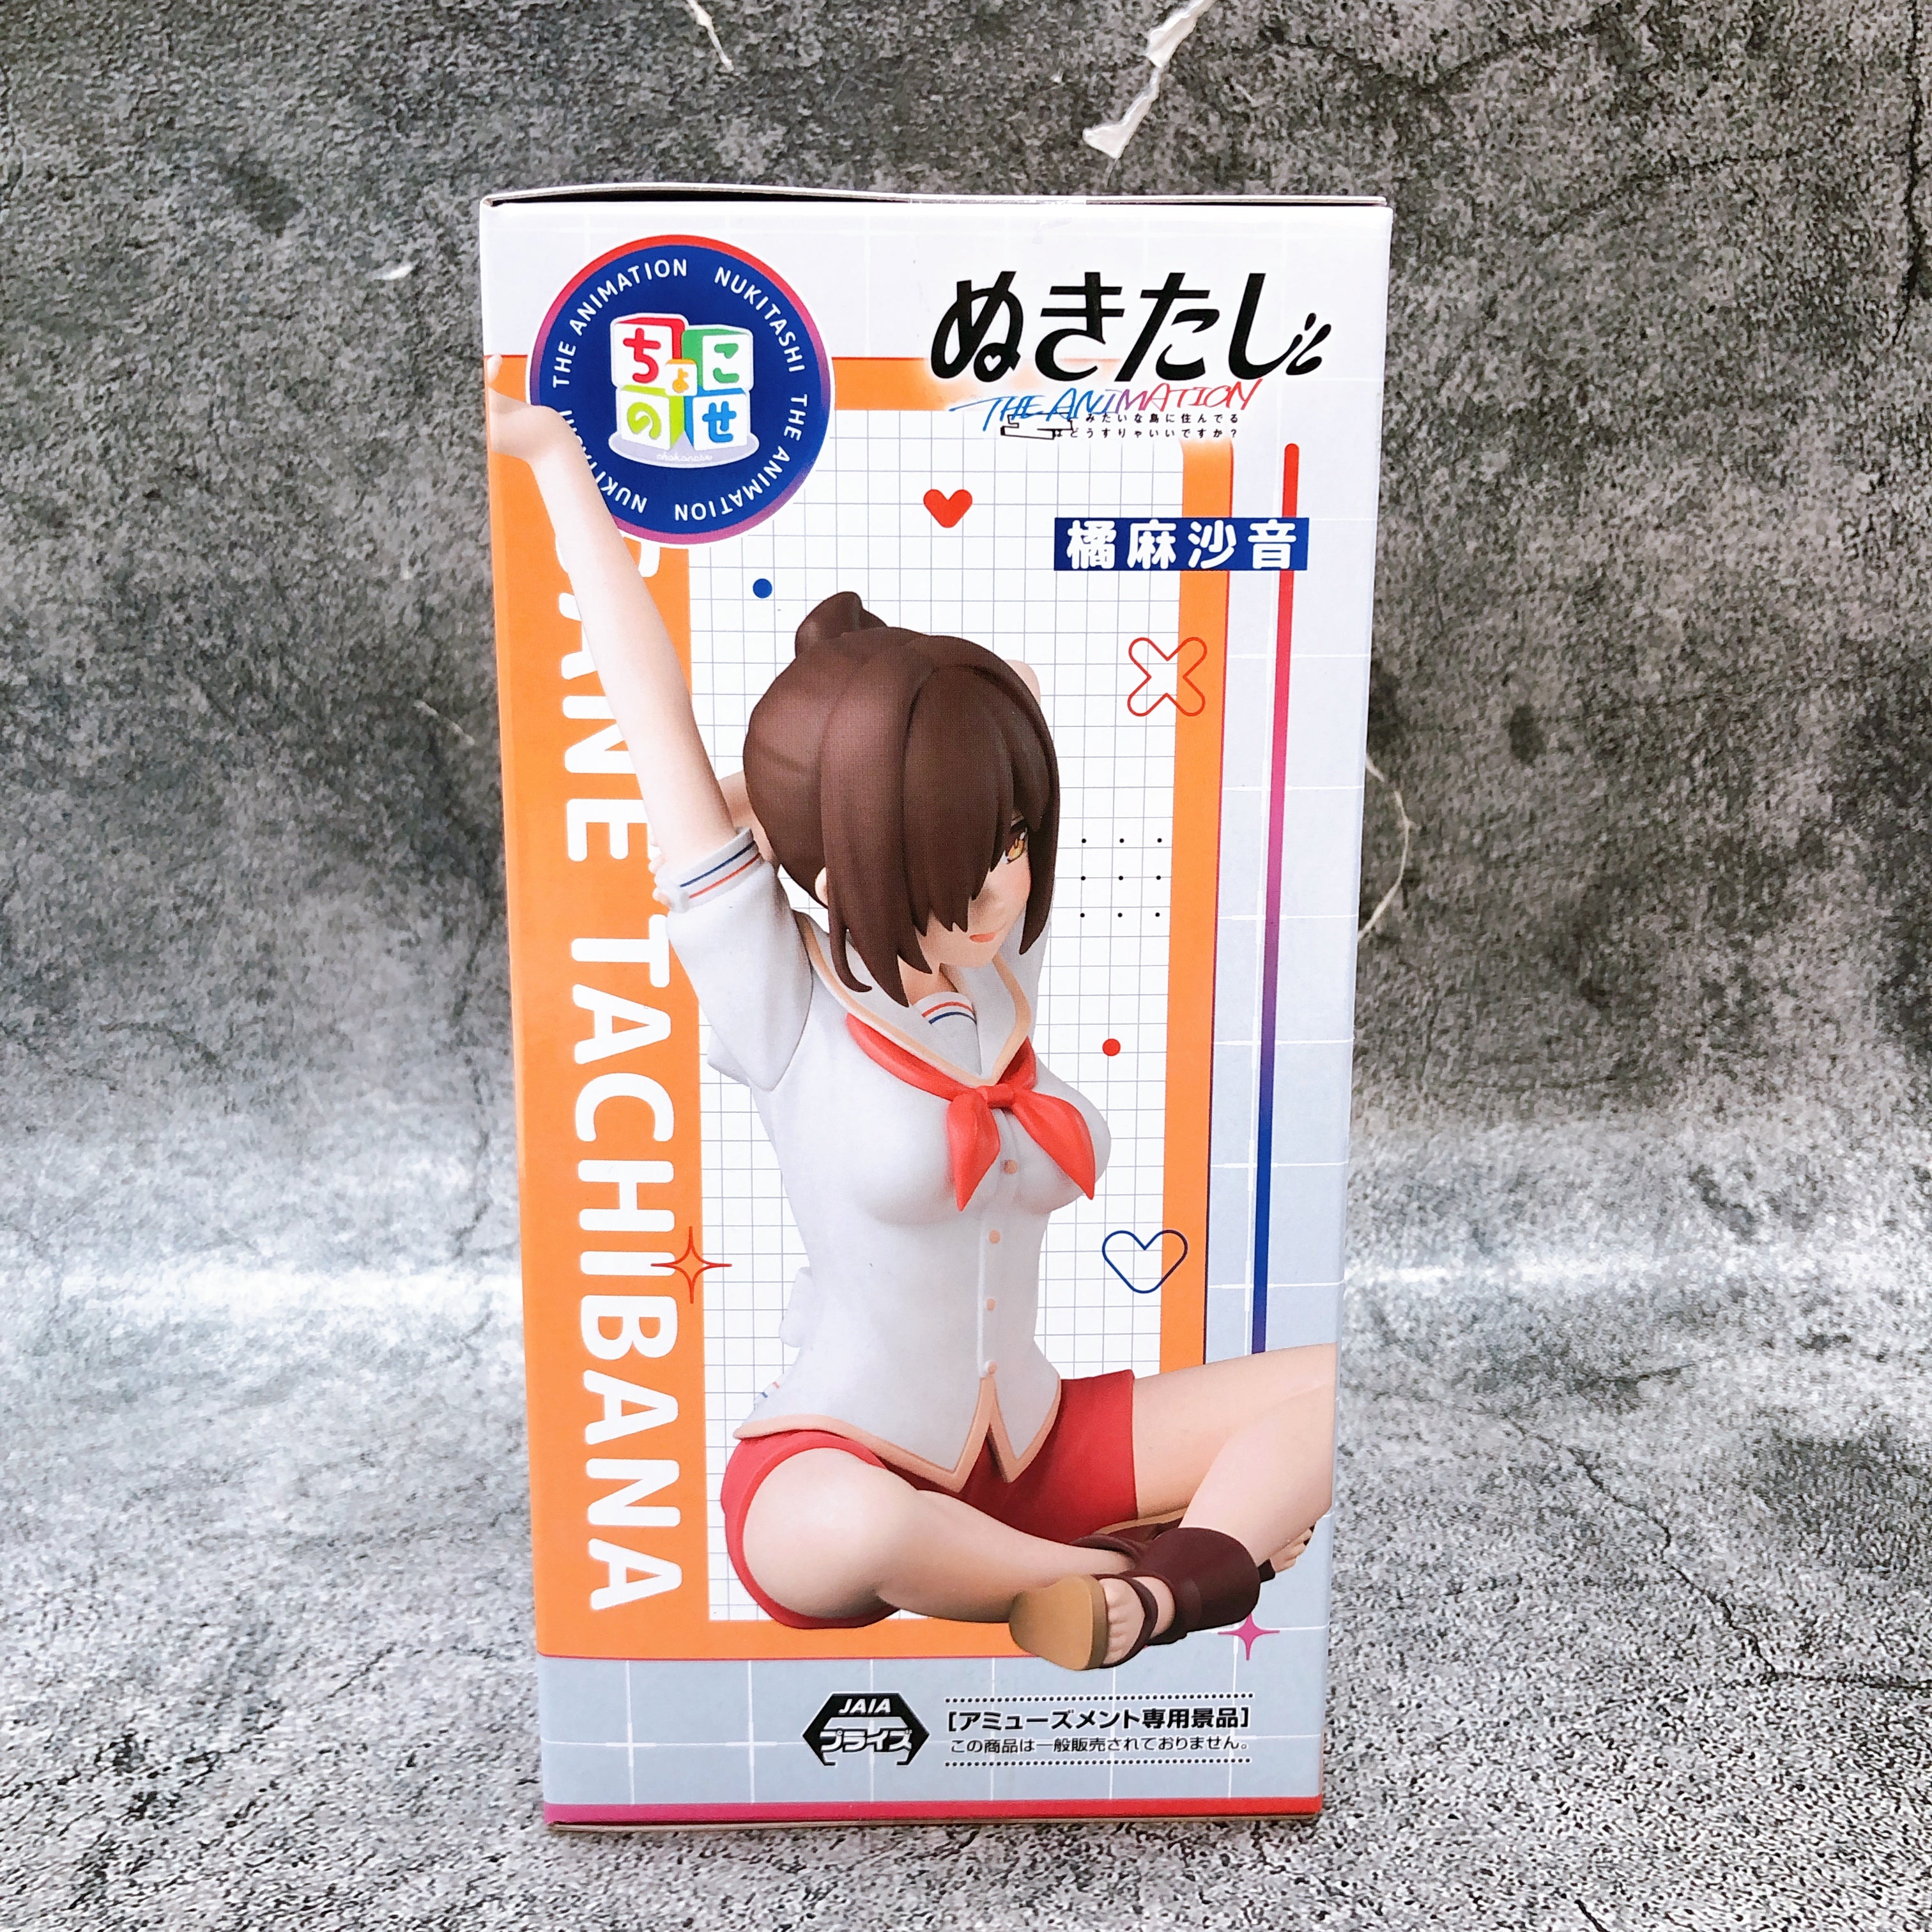 THE ANIMATION NUKITASHI THE ANIMATION NUKITASHI
ちょこ
のせ
chokonose
ぬきたし
THE ANIMATION
みたいな島に住んでる
はどうすりゃいいですか？
橘麻沙音
ANE TACHIBANA
JAIA
プライズ
[アミューズメント専用景品]
この商品は一般販売されておりません。